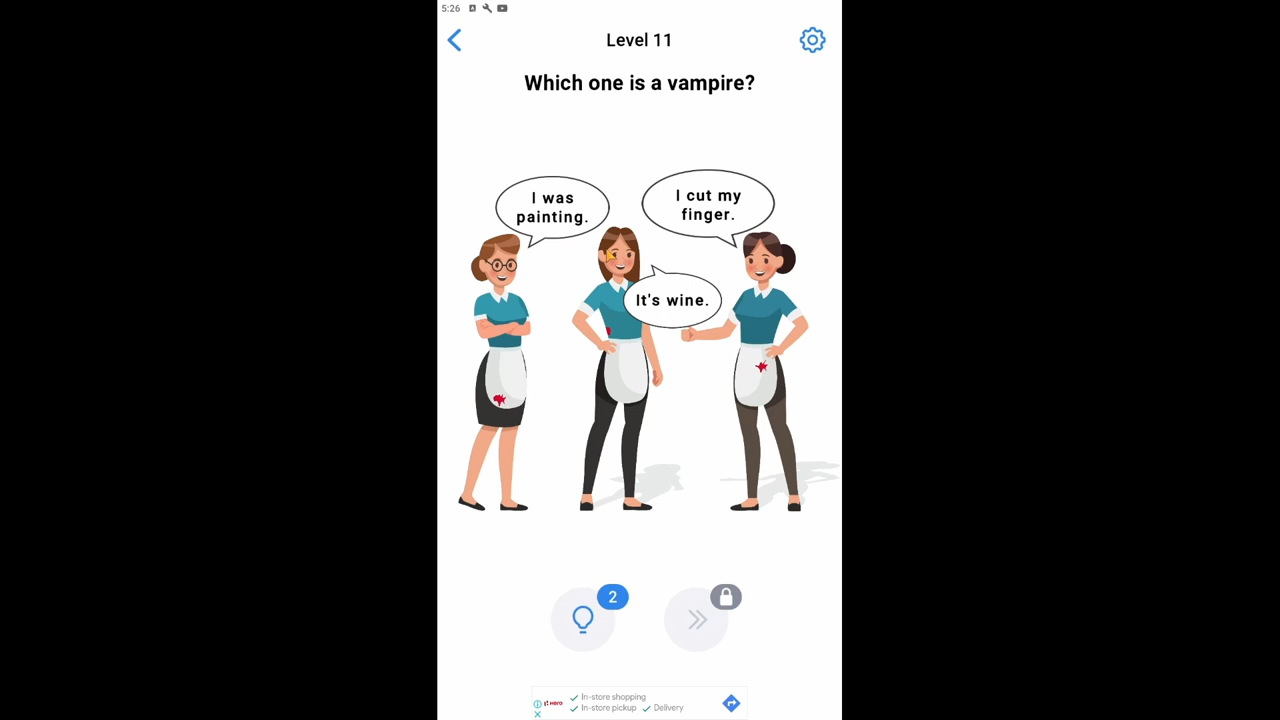 5:26
Level 11
Which one is a vampire?
I was
painting.
I cut my
finger.
It's wine.
2
In-store shopping
In-store pickup Delivery